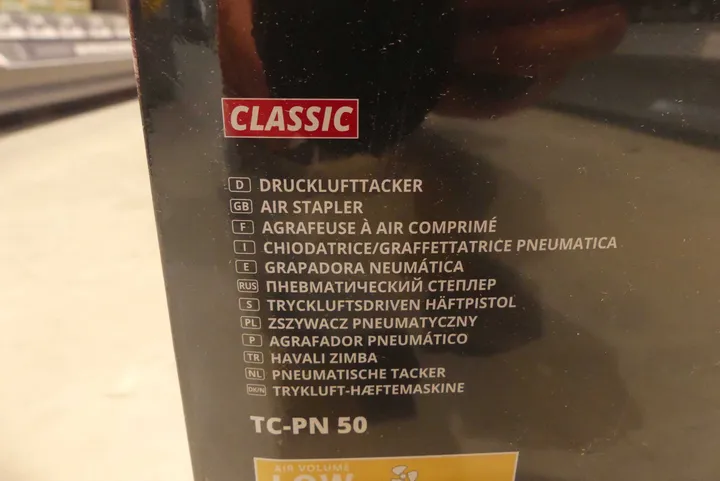 CLASSIC
D DRUCKLUFTTACKER
GB AIR STAPLER
F AGRAFEUSE À AIR COMPRIMÉ
I CHIODATRICE/GRAFFETTATRICE PNEUMATICA
E GRAPADORA NEUMÁTICA
RUS ПНЕВМАТИЧЕСКИЙ СТЕПЛЕР
S TRYCKLUFTSDRIVEN HÄFTPISTOL
PL ZSZYWACZ PNEUMATYCZNY
P AGRAFADOR PNEUMÁTICO
TR HAVALI ZIMBA
NL PNEUMATISCHE TACKER
DK/N TRYKLUFT-HÆFTEMASKINE
TC-PN 50
AIR VOLUME
LOW